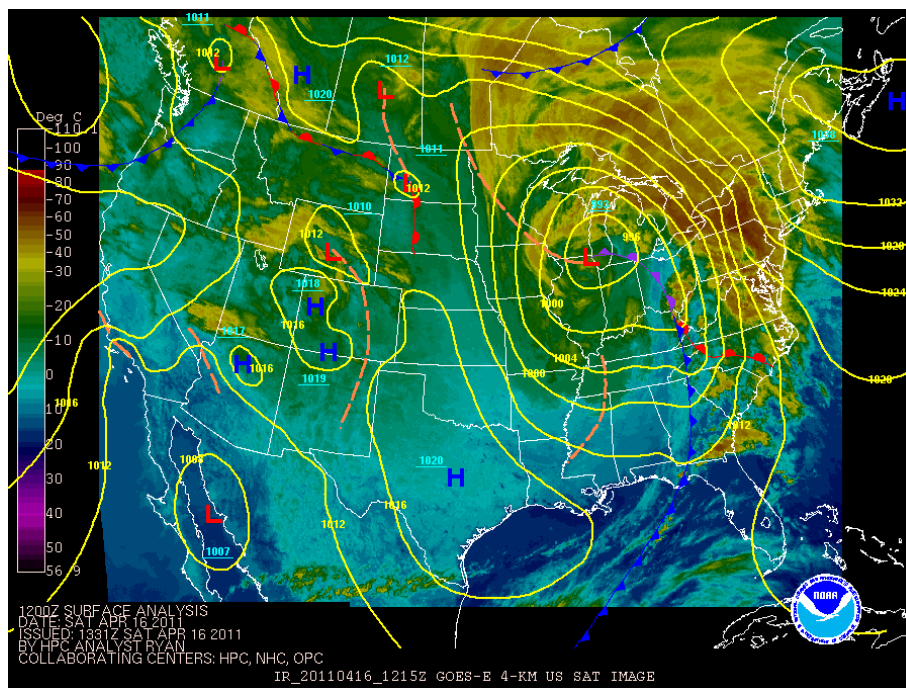 1011
1012
L
H
1020
1012
L
H
1036
Deg C
-110.1
-100
-90
-80
-70
-60
-50
-40
-30
-20
-10
0
10
20
30
40
50
56.9
1011
1012
1010
1012
L
993
996
L
1032
1020
1024
1018
H
1016
1000
1017
H
1016
H
1019
1004
1008
1028
1016
1012
1012
1020
H
1008
L
1007
1016
1012
NOAA
1200Z SURFACE ANALYSIS
DATE: SAT APR 16 2011
ISSUED: 1331Z SAT APR 16 2011
BY HPC ANALYST RYAN
COLLABORATING CENTERS: HPC, NHC, OPC
IR_20110416_1215Z GOES-E 4-KM US SAT IMAGE